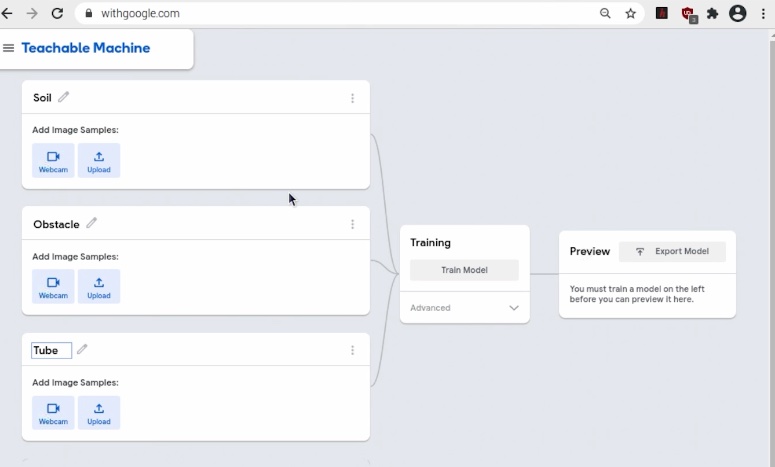 withgoogle.com
3
Teachable Machine
Soil
Add Image Samples:
Webcam
Upload
Obstacle
Add Image Samples:
Webcam
Upload
Tube
Add Image Samples:
Webcam
Upload
Training
Train Model
Advanced
Preview
Export Model
You must train a model on the left
before you can preview it here.